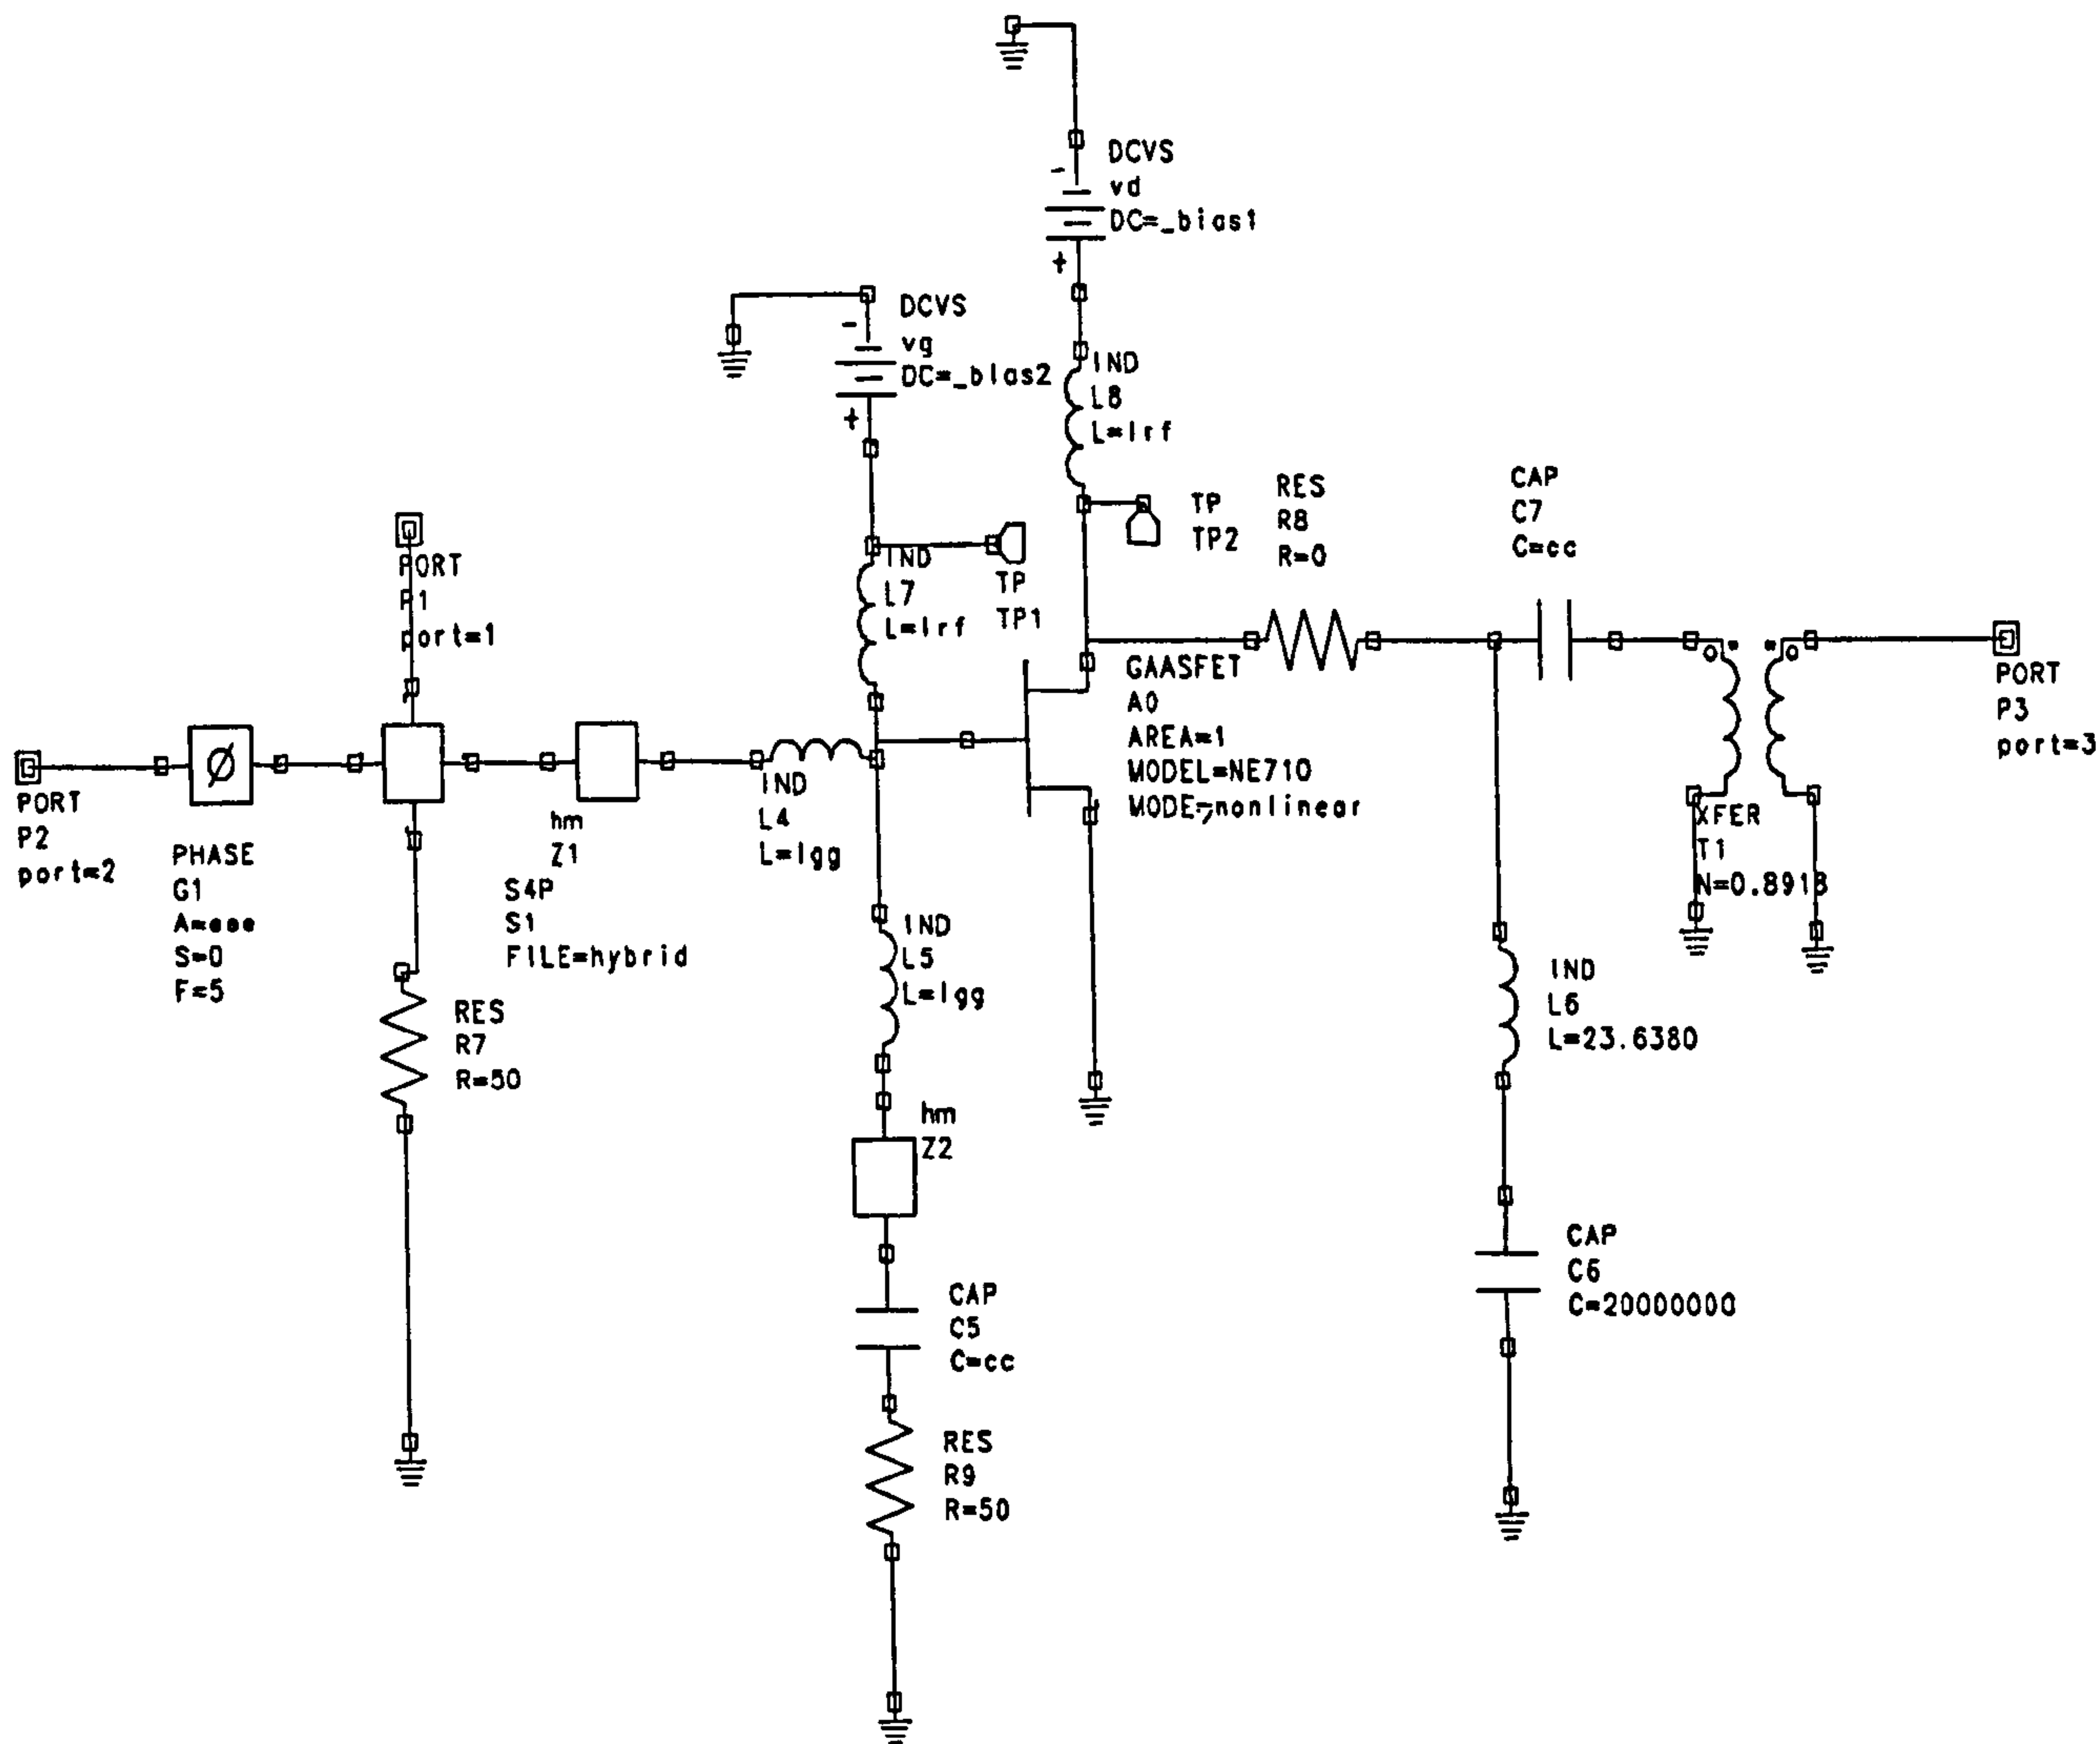 DCVS
vd
DC=_bias1
DCVS
vg
DC=_bias2
IND
L8
L=lrf
TP
TP2
RES
R8
R=0
CAP
C7
C=cc
PORT
P1
port=1
IND
L7
L=lrf
TP
TP1
GAASFET
A0
AREA=1
MODEL=NE710
MODE=nonlinear
PORT
P3
port=3
PORT
P2
port=2
PHASE
G1
S=0
F=5
hm
Z1
S4P
S1
FILE=hybrid
IND
L4
L=lgg
XFER
T1
N=0.8913
IND
L5
L=lgg
IND
L6
L=23.6380
RES
R7
R=50
hm
Z2
CAP
C6
C=20000000
CAP
C5
C=cc
RES
R9
R=50